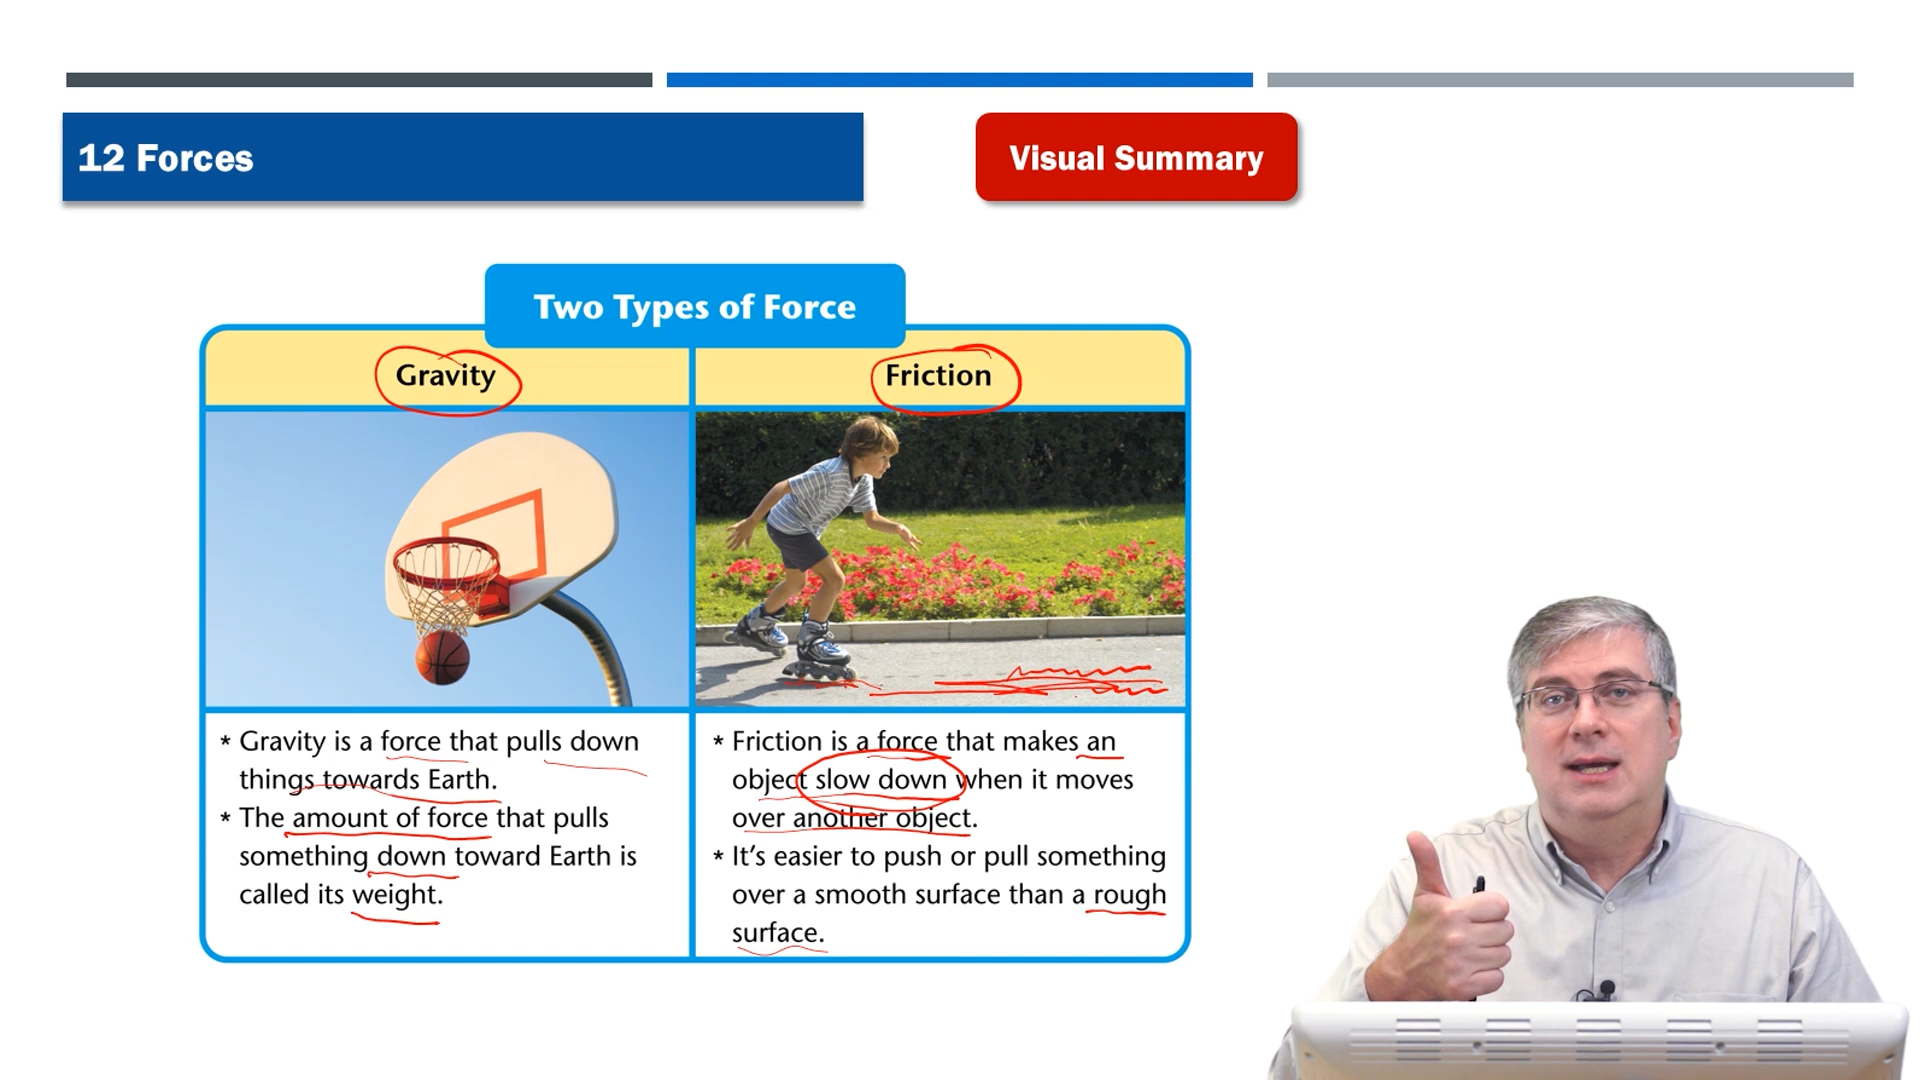 12 Forces
Visual Summary
Two Types of Force
Gravity
Friction
* Gravity is a force that pulls down
things towards Earth.
* The amount of force that pulls
something down toward Earth is
called its weight.
* Friction is a force that makes an
object slow down when it moves
over another object.
* It's easier to push or pull something
over a smooth surface than a rough
surface.